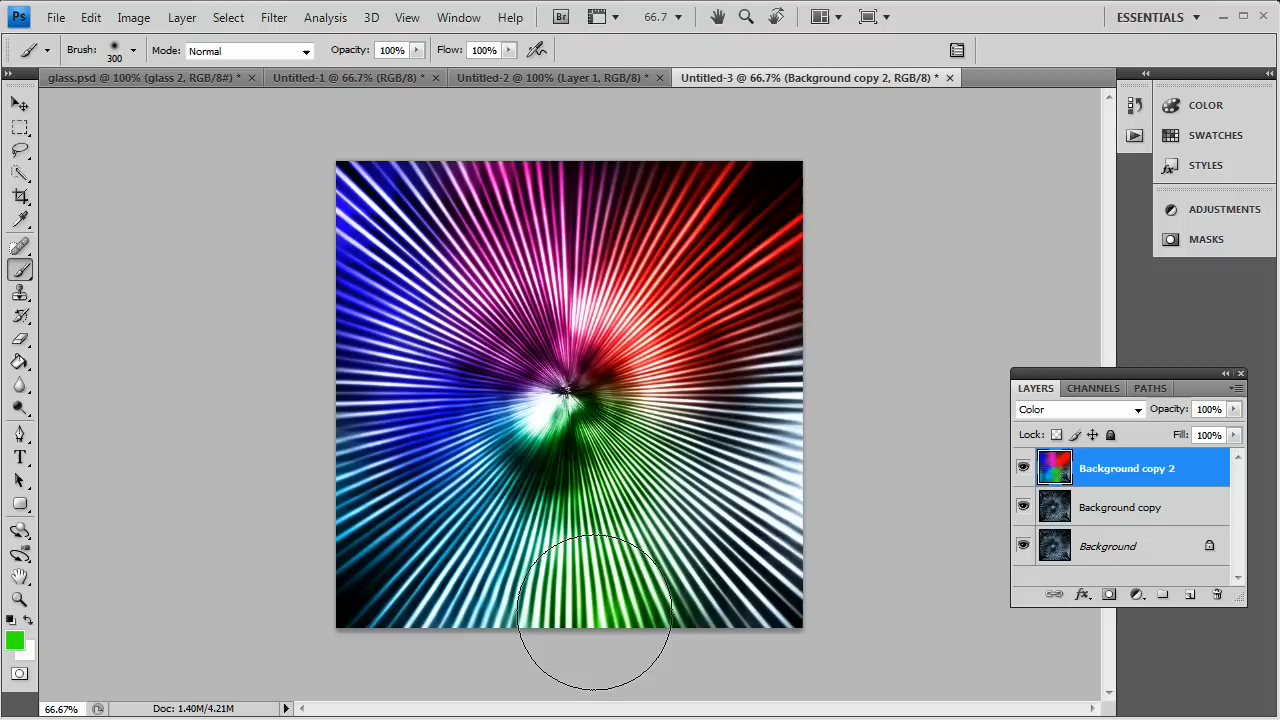 Ps File Edit Image Layer Select Filter Analysis 3D View Window Help Br 66.7 ESSENTIALS
Brush: 300 Mode: Normal Opacity: 100% Flow: 100%
glass.psd @ 100% (glass 2, RGB/8#) * Untitled-1 @ 66.7% (RGB/8) * Untitled-2 @ 100% (Layer 1, RGB/8) * Untitled-3 @ 66.7% (Background copy 2, RGB/8) *
COLOR
SWATCHES
STYLES
ADJUSTMENTS
MASKS
LAYERS CHANNELS PATHS
Color Opacity: 100%
Lock: Fill: 100%
Background copy 2
Background copy
Background
fx
T
66.67% Doc: 1.40M/4.21M